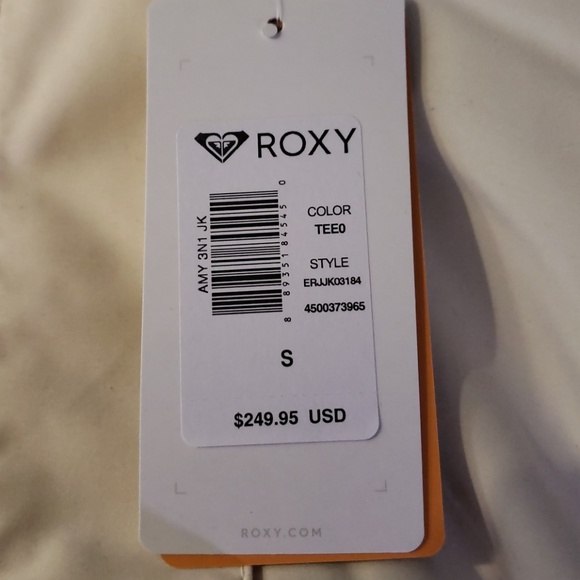 ROXY
AMY 3N1 JK
8 89351 84545 0
COLOR
TEE0
STYLE
ERJJK03184
4500373965
S
$249.95 USD
ROXY.COM